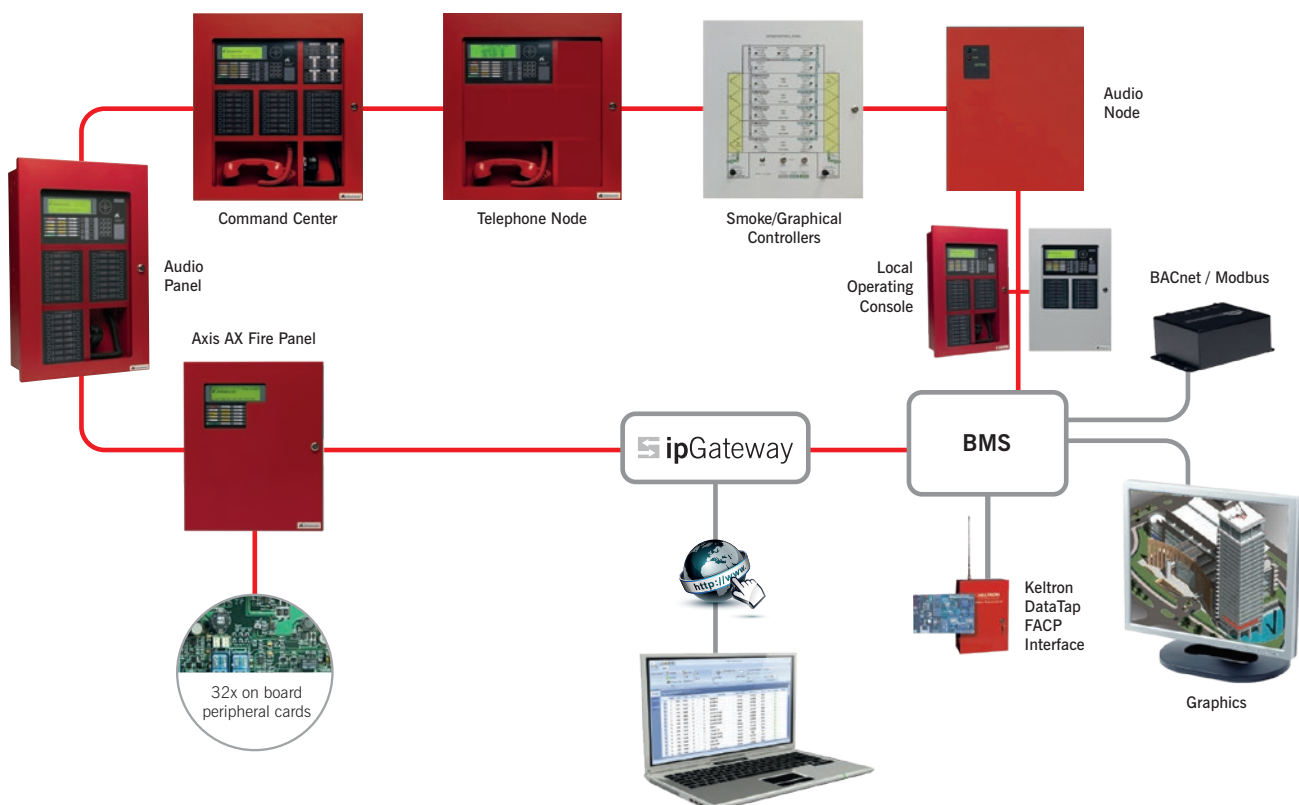 Command Center
Telephone Node
Smoke/Graphical
Controllers
Audio
Node
Audio
Panel
Local
Operating
Console
BACnet / Modbus
Axis AX Fire Panel
ipGateway
BMS
http://www.
KELTRON
Keltron
DataTap
FACP
Interface
Graphics
32x on board
peripheral cards